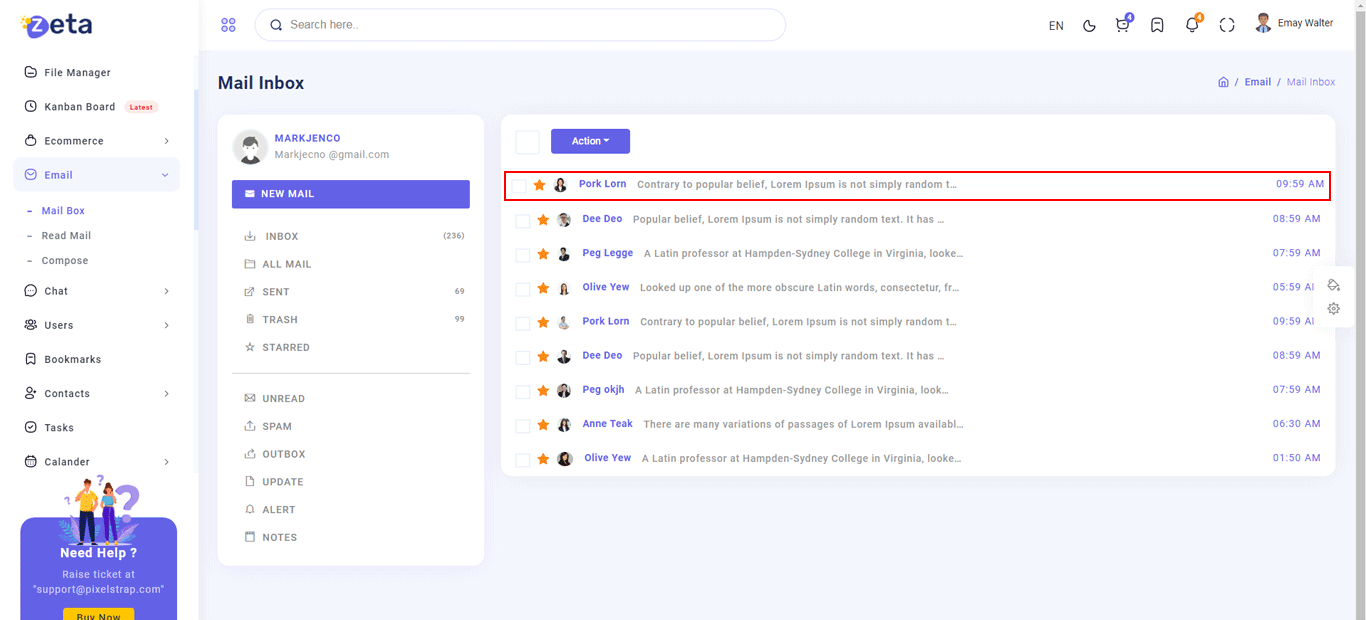 zeta
Search here..
EN
4
4
Emay Walter
File Manager
Kanban Board Latest
Ecommerce
Email
Mail Box
Read Mail
Compose
Chat
Users
Bookmarks
Contacts
Tasks
Calander
? ? ?
Need Help ?
Raise ticket at
"support@pixelstrap.com"
Buy Now
Mail Inbox
/ Email / Mail Inbox
MARKJENCO
Markjecno @gmail.com
NEW MAIL
INBOX (236)
ALL MAIL
SENT 69
TRASH 99
STARRED
UNREAD
SPAM
OUTBOX
UPDATE
ALERT
NOTES
Action
Pork Lorn Contrary to popular belief, Lorem Ipsum is not simply random t... 09:59 AM
Dee Deo Popular belief, Lorem Ipsum is not simply random text. It has ... 08:59 AM
Peg Legge A Latin professor at Hampden-Sydney College in Virginia, looke... 07:59 AM
Olive Yew Looked up one of the more obscure Latin words, consectetur, fr... 05:59 A
Pork Lorn Contrary to popular belief, Lorem Ipsum is not simply random t... 09:59 A
Dee Deo Popular belief, Lorem Ipsum is not simply random text. It has ... 08:59 AM
Peg okjh A Latin professor at Hampden-Sydney College in Virginia, look... 07:59 AM
Anne Teak There are many variations of passages of Lorem Ipsum availabl... 06:30 AM
Olive Yew A Latin professor at Hampden-Sydney College in Virginia, looke... 01:50 AM